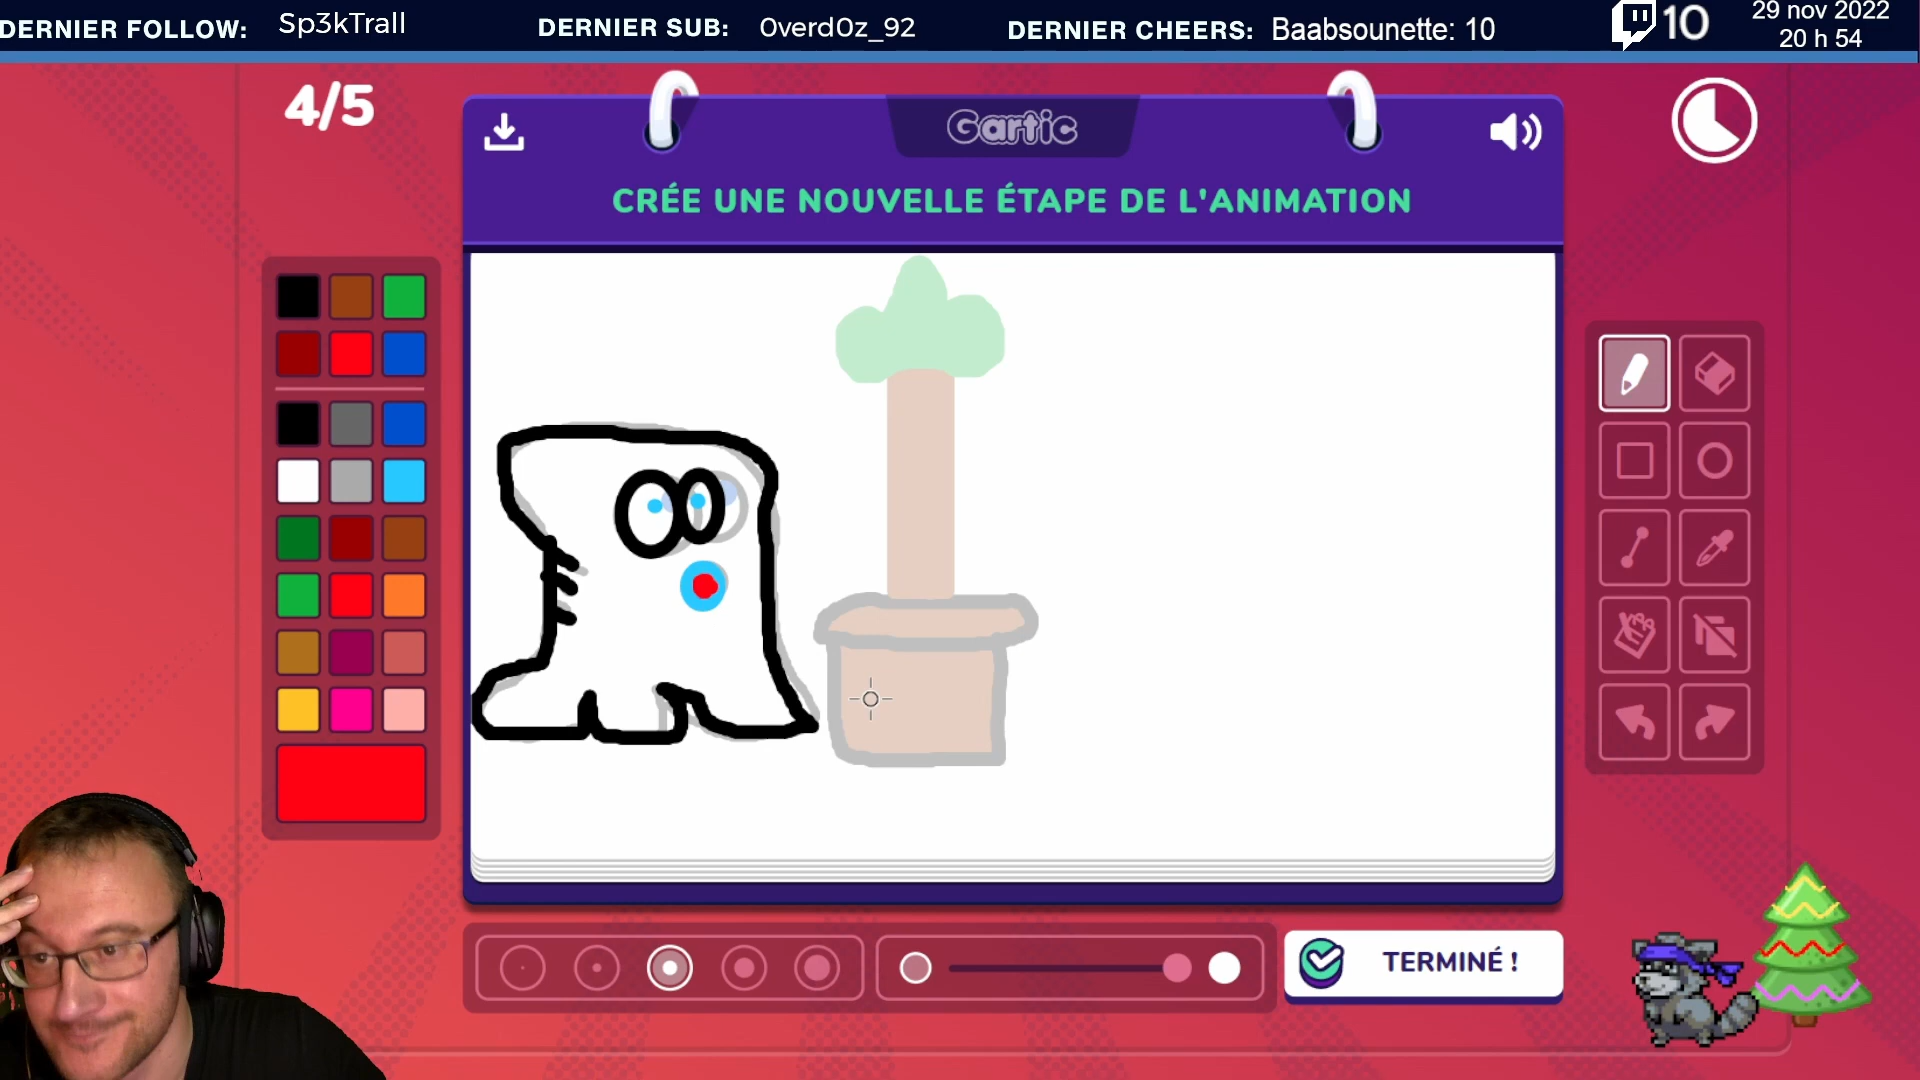 DERNIER FOLLOW: Sp3kTrall
DERNIER SUB: 0verd0z_92
DERNIER CHEERS: Baabsounette: 10
10
29 nov 2022
20 h 54
4/5
Gartic
CRÉE UNE NOUVELLE ÉTAPE DE L'ANIMATION
TERMINÉ !